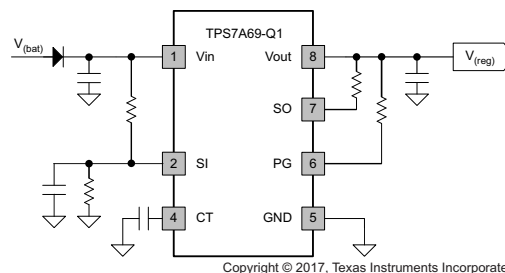 TPS7A69-Q1
V(bat)
1 Vin Vout 8
V(reg)
SO 7
2 SI PG 6
4 CT GND 5
Copyright © 2017, Texas Instruments Incorporate